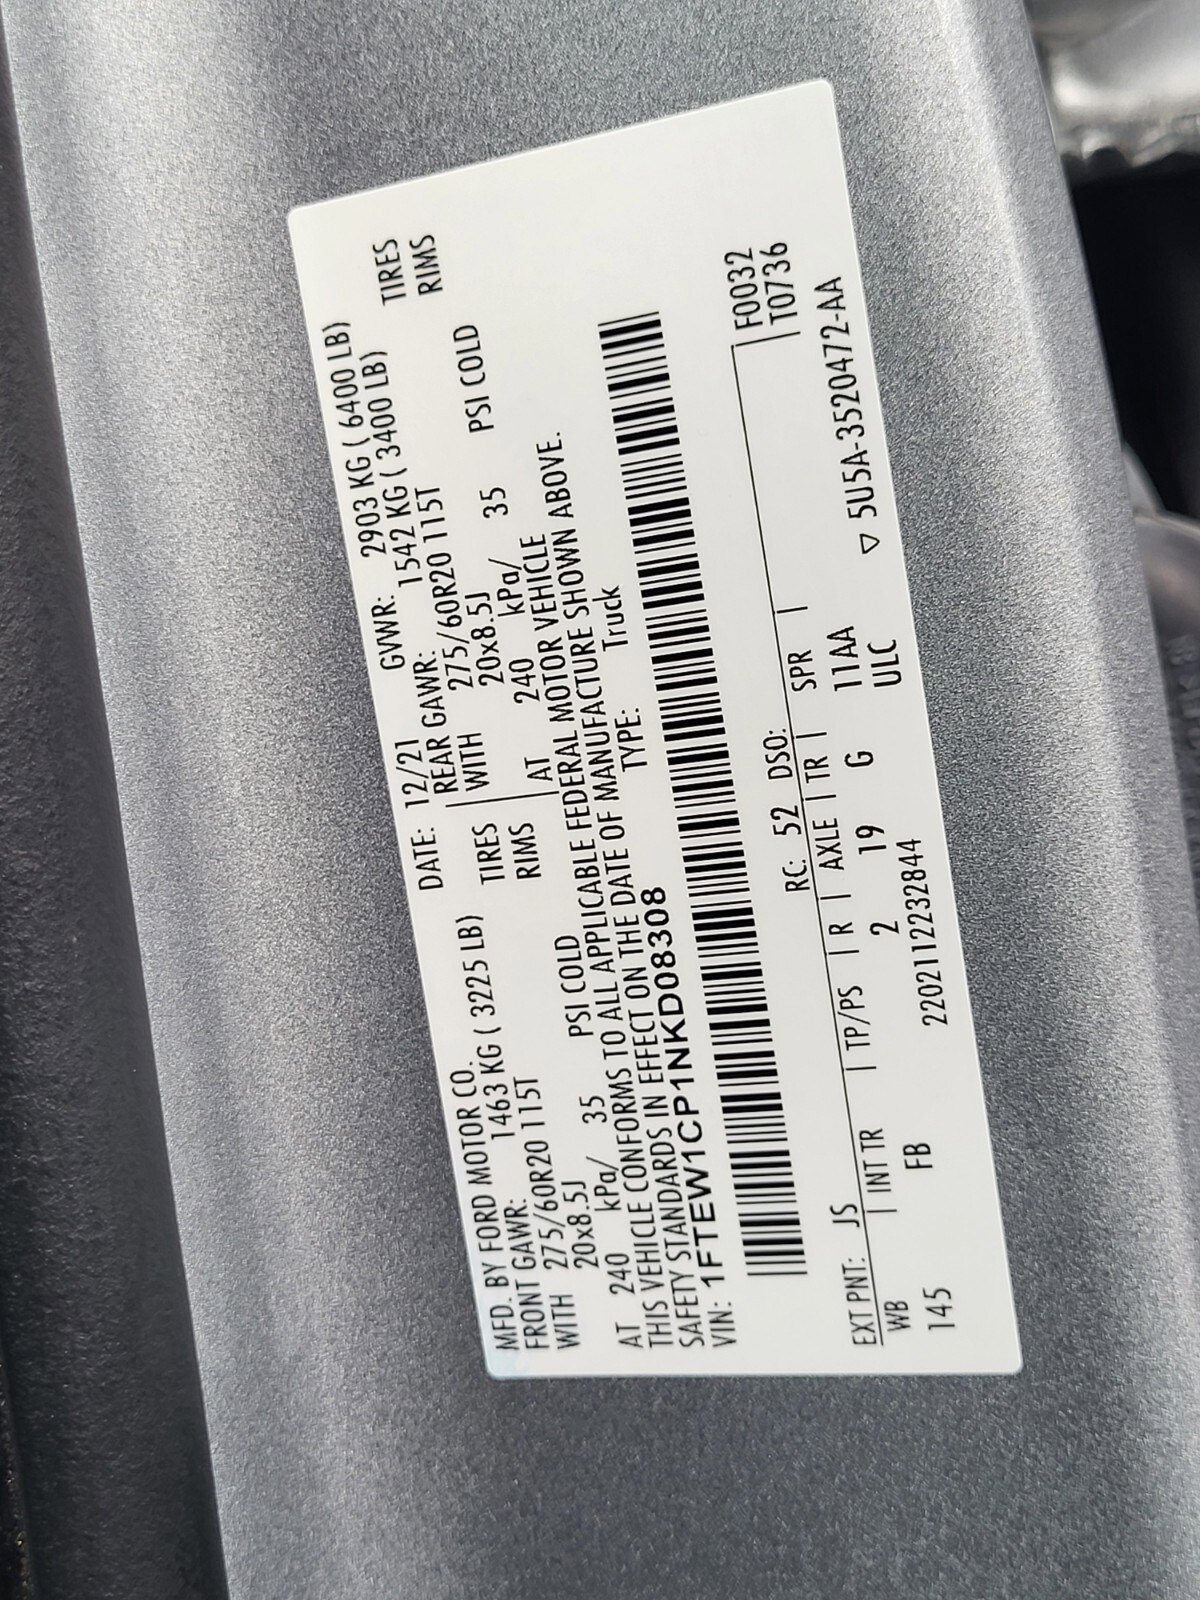 MFD. BY FORD MOTOR CO. DATE: 12/21 GVWR: 2903 KG ( 6400 LB)
FRONT GAWR: 1463 KG ( 3225 LB) REAR GAWR: 1542 KG ( 3400 LB)
WITH 275/60R20 115T TIRES WITH 275/60R20 115T TIRES
20x8.5J RIMS 20x8.5J RIMS
AT 240 kPa/ 35 PSI COLD AT 240 kPa/ 35 PSI COLD
THIS VEHICLE CONFORMS TO ALL APPLICABLE FEDERAL MOTOR VEHICLE
SAFETY STANDARDS IN EFFECT ON THE DATE OF MANUFACTURE SHOWN ABOVE.
VIN: 1FTEW1CP1NKD08308 TYPE: Truck
F0032
T0736
EXT PNT: JS RC: 52 DSO:
WB | INT TR | TP/PS | R | AXLE | TR | SPR |
145 FB 2 19 G 11AA
ULC
2202112232844
▽ 5U5A-3520472-AA